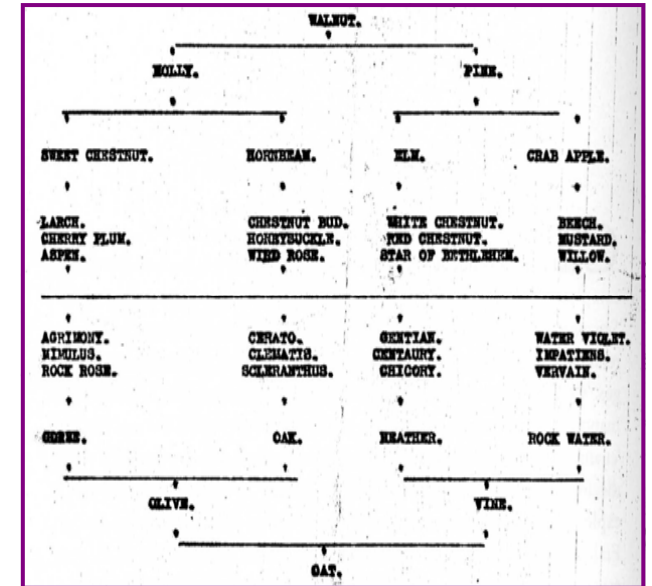 WALNUT.
HOLLY. PINE.
SWEET CHESTNUT. HORNBEAM. ELM. CRAB APPLE.
LARCH. CHESTNUT BUD. WHITE CHESTNUT. BEECH.
CHERRY PLUM. HONEYSUCKLE. RED CHESTNUT. MUSTARD.
ASPEN. WIRD ROSE. STAR OF BETHLEHEM. WILLOW.
AGRIMONY. CERATO. GENTIAN. WATER VIOLET.
MIMULUS. CLEMATIS. CENTAURY. IMPATIENS.
ROCK ROSE. SCLERANTHUS. CHICORY. VERVAIN.
OAK. HEATHER. ROCK WATER.
OLIVE. VINE.
OAT.